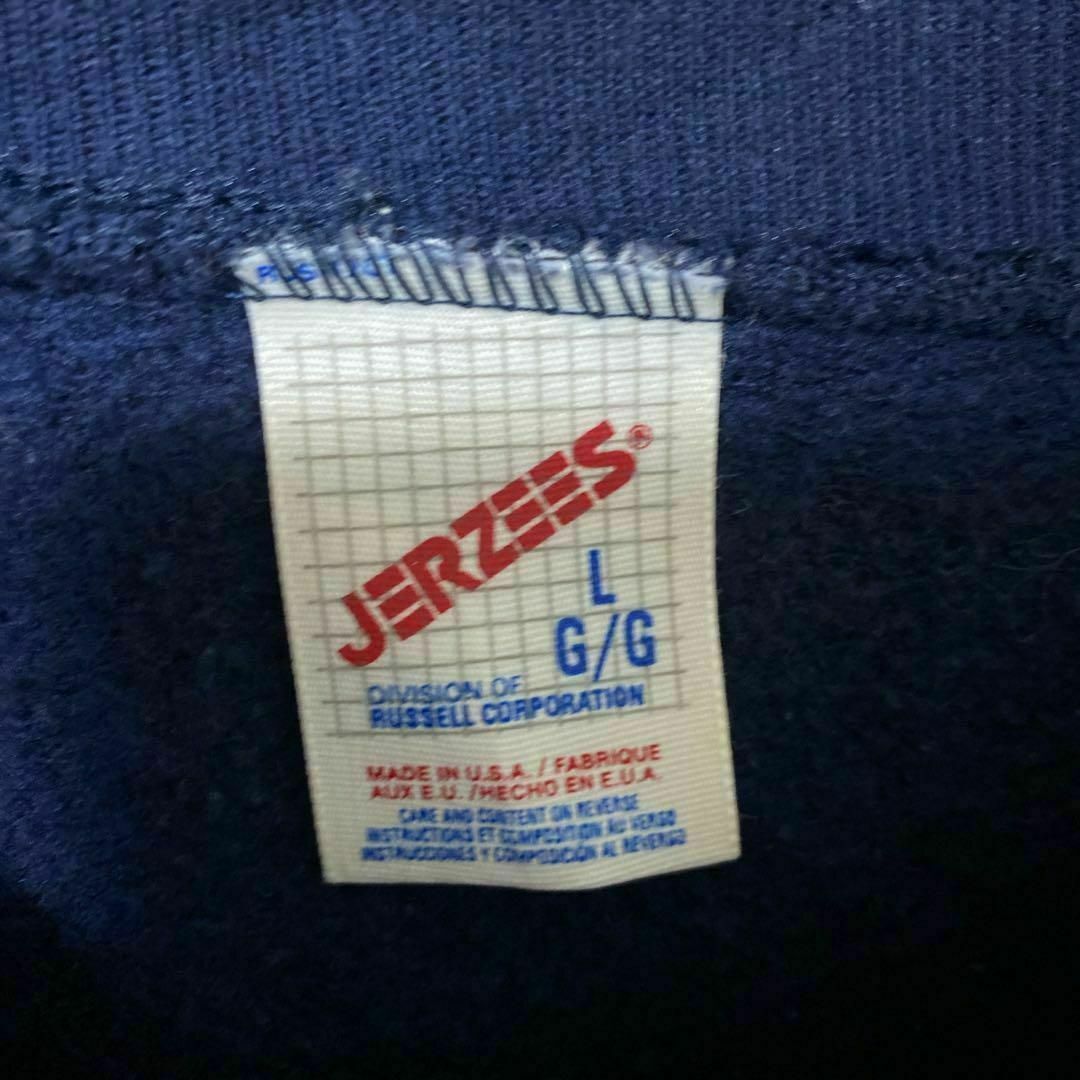 JERZEES®
L
G/G
DIVISION OF
RUSSELL CORPORATION
MADE IN U.S.A. / FABRIQUE
AUX E.U. /HECHO EN E.U.A.
CARE AND CONTENT ON REVERSE
INSTRUCTIONS ET COMPOSITION AU VERSO
INSTRUCCIONES Y COMPOSICIÓN AL REVERSO